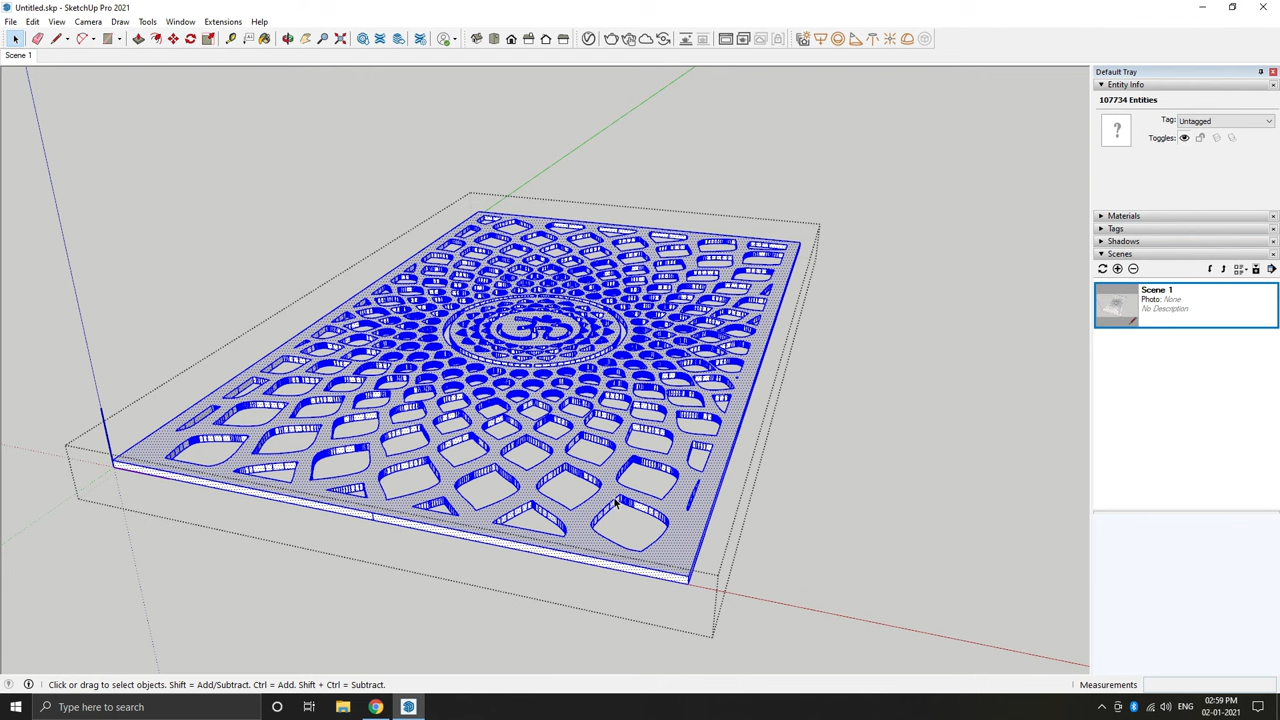 Untitled.skp - SketchUp Pro 2021
File Edit View Camera Draw Tools Window Extensions Help
Scene 1
Default Tray
Entity Info
107734 Entities
?
Tag: Untagged
Toggles:
Materials
Tags
Shadows
Scenes
Scene 1
Photo: None
No Description
ॐ
Click or drag to select objects. Shift = Add/Subtract. Ctrl = Add. Shift + Ctrl = Subtract.
Measurements
Type here to search
ENG
02:59 PM
02-01-2021